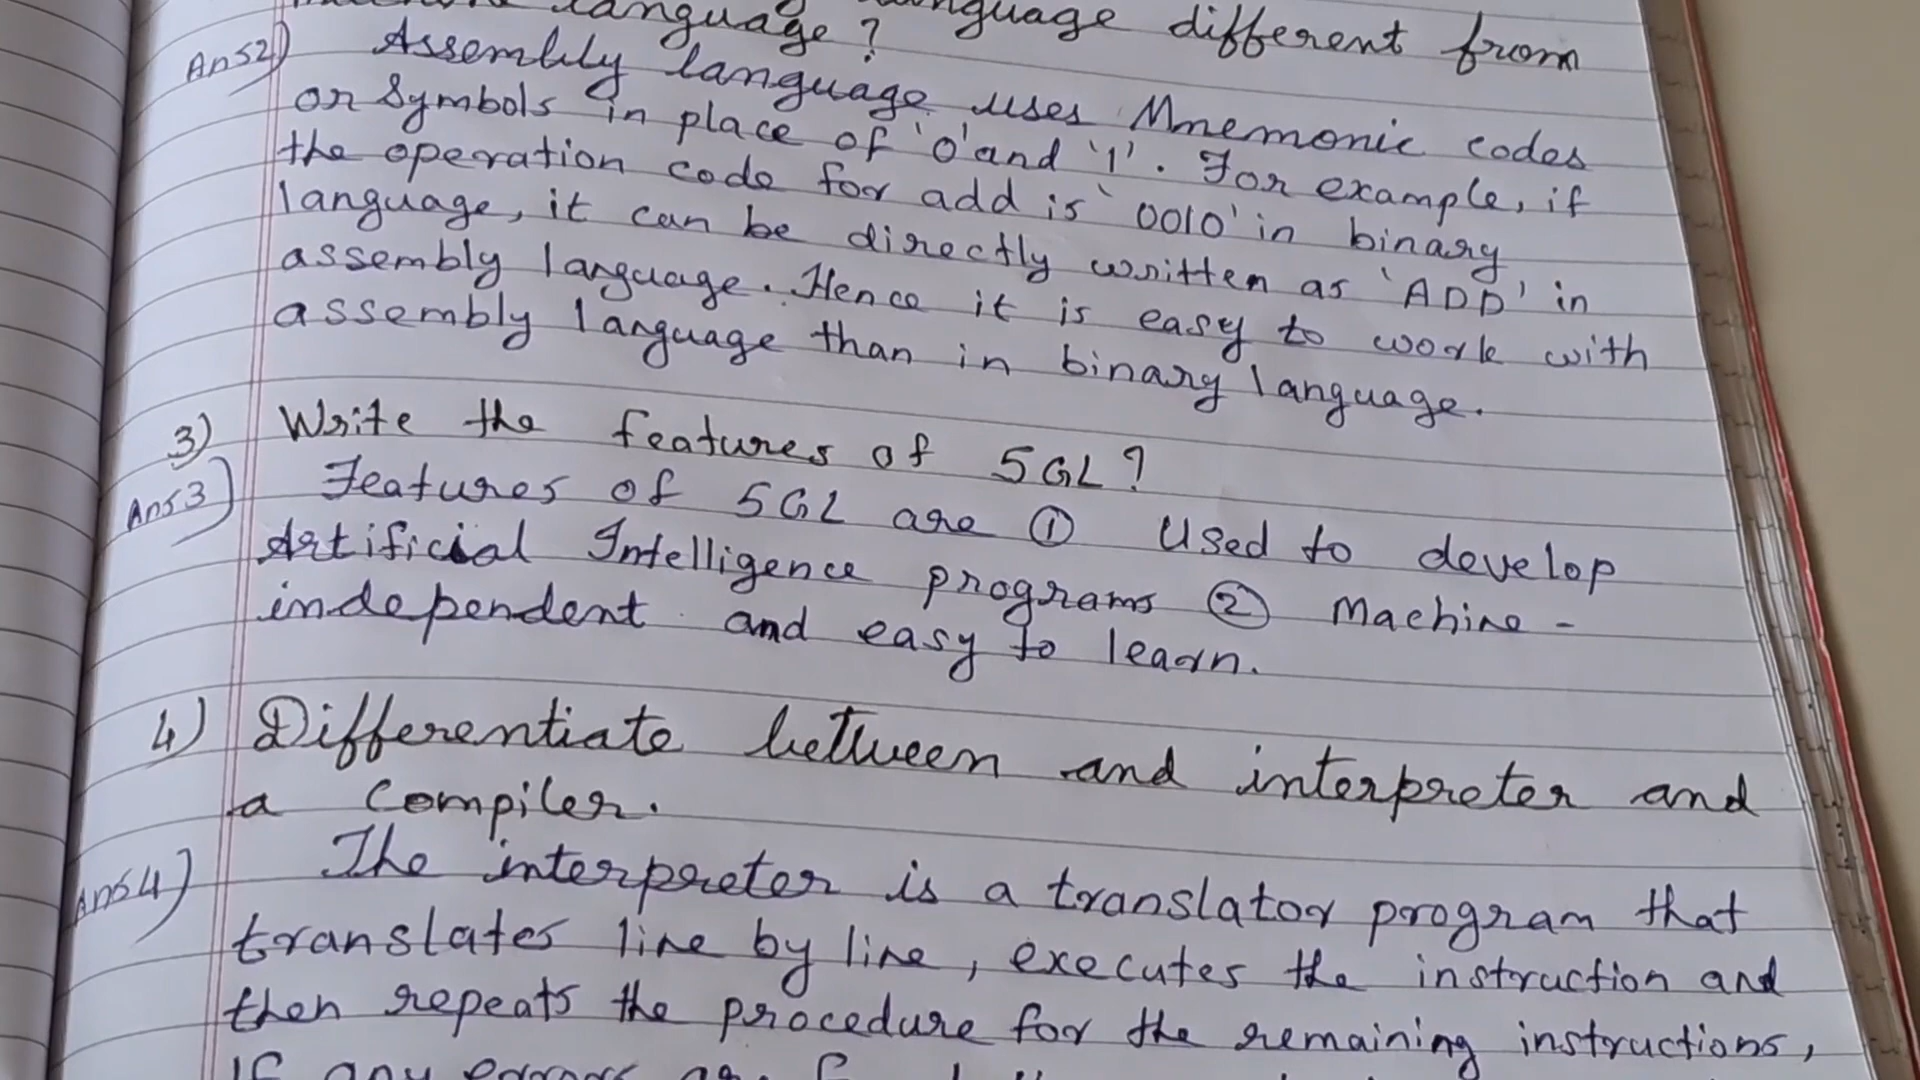 language different from
language?
Ans2) Assembly language uses Mnemonic codes
or Symbols in place of '0' and '1'. For example, if
the operation code for add is '0010' in binary
language, it can be directly written as 'ADD' in
assembly language. Hence it is easy to work with
assembly language than in binary language.
3) Write the features of 5GL?
Ans3) Features of 5GL are ① Used to develop
Artificial Intelligence programs ② Machine-
independent and easy to learn.
4) Differentiate between and interpreter and
a Compiler.
Ans4) The interpreter is a translator program that
translates line by line, executes the instruction and
then repeats the procedure for the remaining instructions,
If any errors